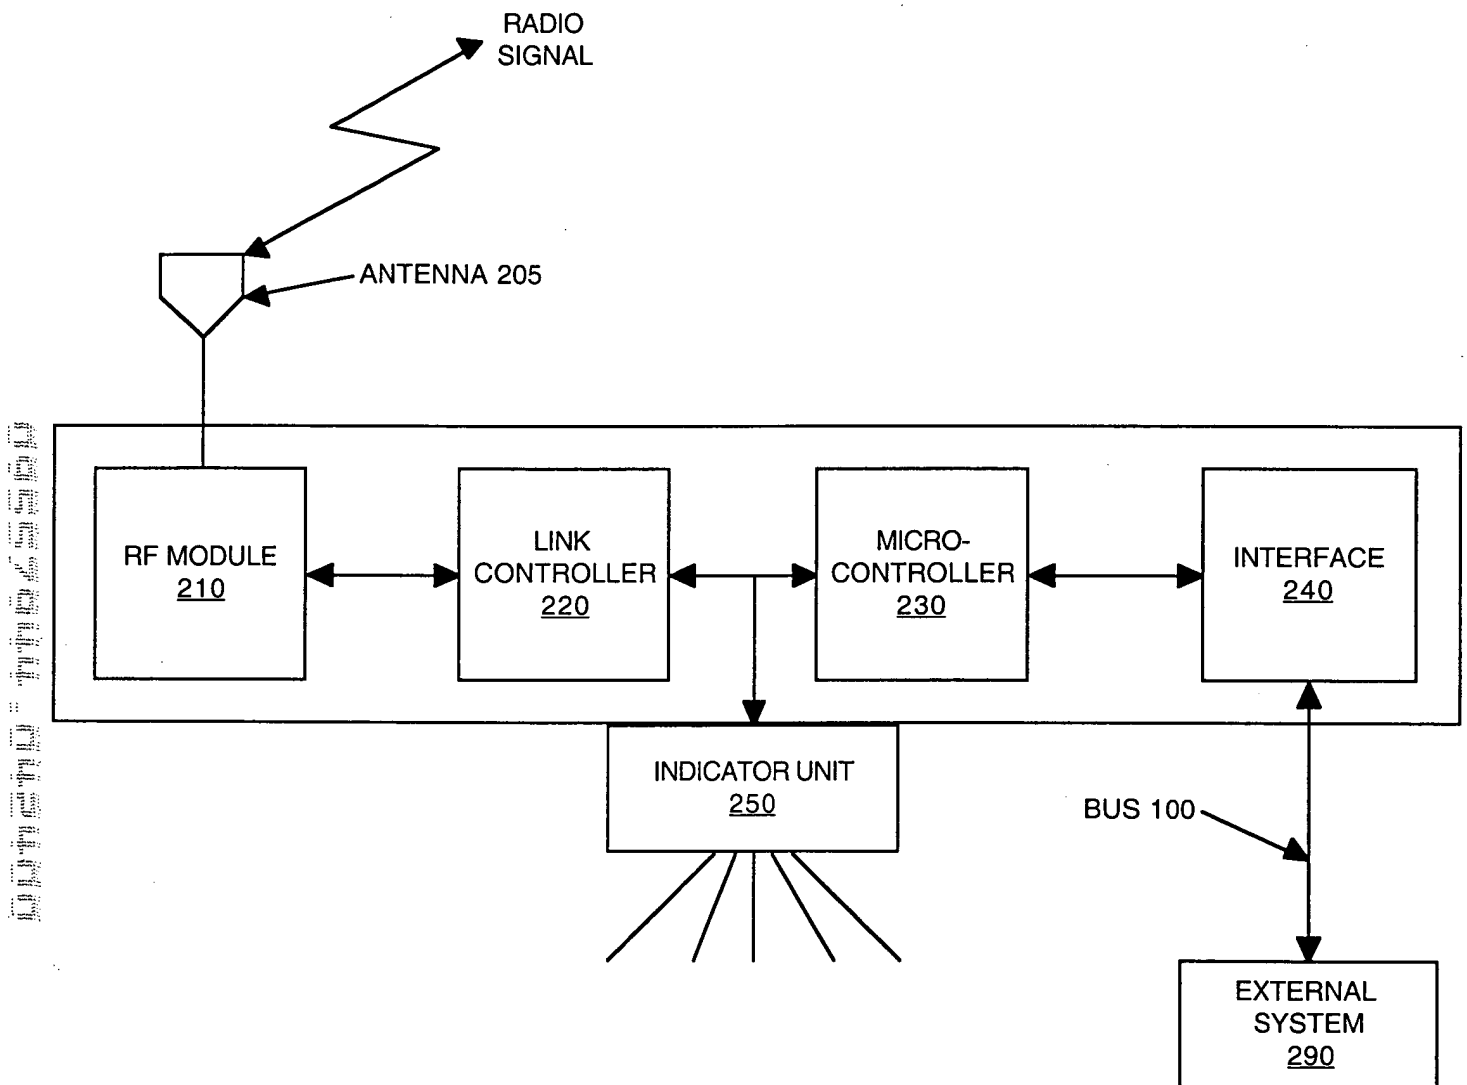 RADIO
SIGNAL
ANTENNA 205
RF MODULE
210
LINK
CONTROLLER
220
MICRO-
CONTROLLER
230
INTERFACE
240
INDICATOR UNIT
250
BUS 100
EXTERNAL
SYSTEM
290